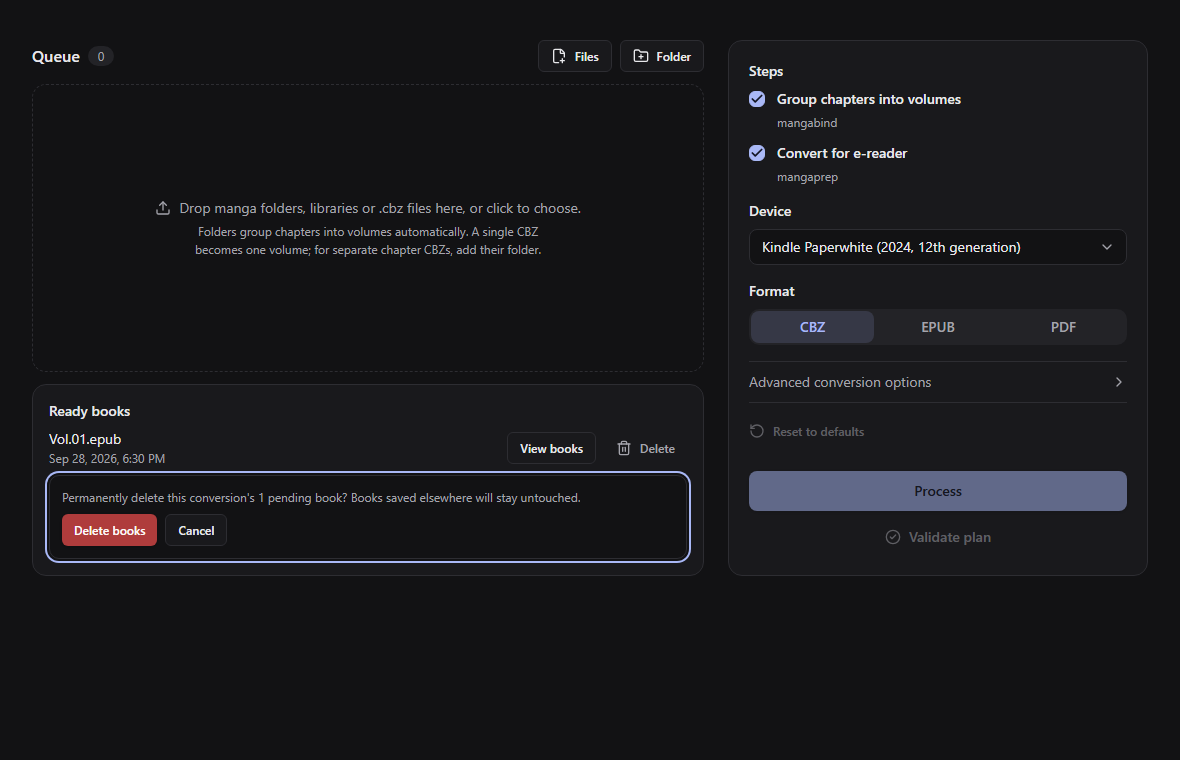 Queue 0
Files
Folder
Drop manga folders, libraries or .cbz files here, or click to choose.
Folders group chapters into volumes automatically. A single CBZ
becomes one volume; for separate chapter CBZs, add their folder.
Ready books
Vol.01.epub
Sep 28, 2026, 6:30 PM
View books
Delete
Permanently delete this conversion's 1 pending book? Books saved elsewhere will stay untouched.
Delete books
Cancel
Steps
Group chapters into volumes
mangabind
Convert for e-reader
mangaprep
Device
Kindle Paperwhite (2024, 12th generation)
Format
CBZ
EPUB
PDF
Advanced conversion options
Reset to defaults
Process
Validate plan